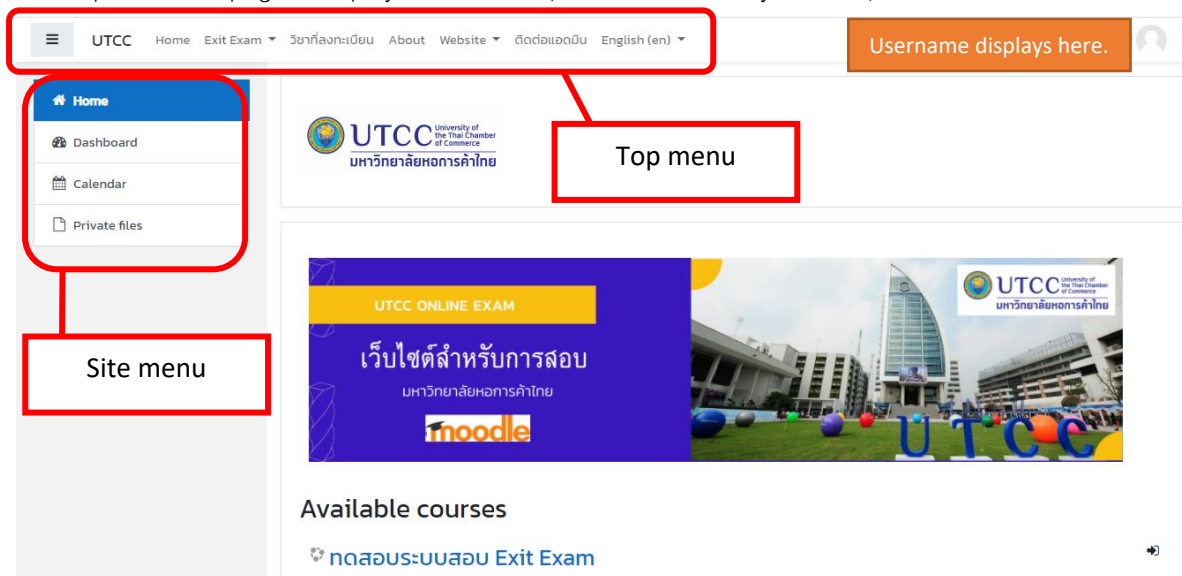 UTCC Home Exit Exam วิชาที่ลงทะเบียน About Website ติดต่อแอดมิน English (en)
Username displays here.
Home
Dashboard
Calendar
Private files
UTCC University of the Thai Chamber of Commerce
มหาวิทยาลัยหอการค้าไทย
Top menu
Site menu
UTCC ONLINE EXAM
เว็บไซต์สำหรับการสอบ
มหาวิทยาลัยหอการค้าไทย
moodle
UTCC University of the Thai Chamber of Commerce
มหาวิทยาลัยหอการค้าไทย
UTCC
Available courses
ทดสอบระบบสอบ Exit Exam